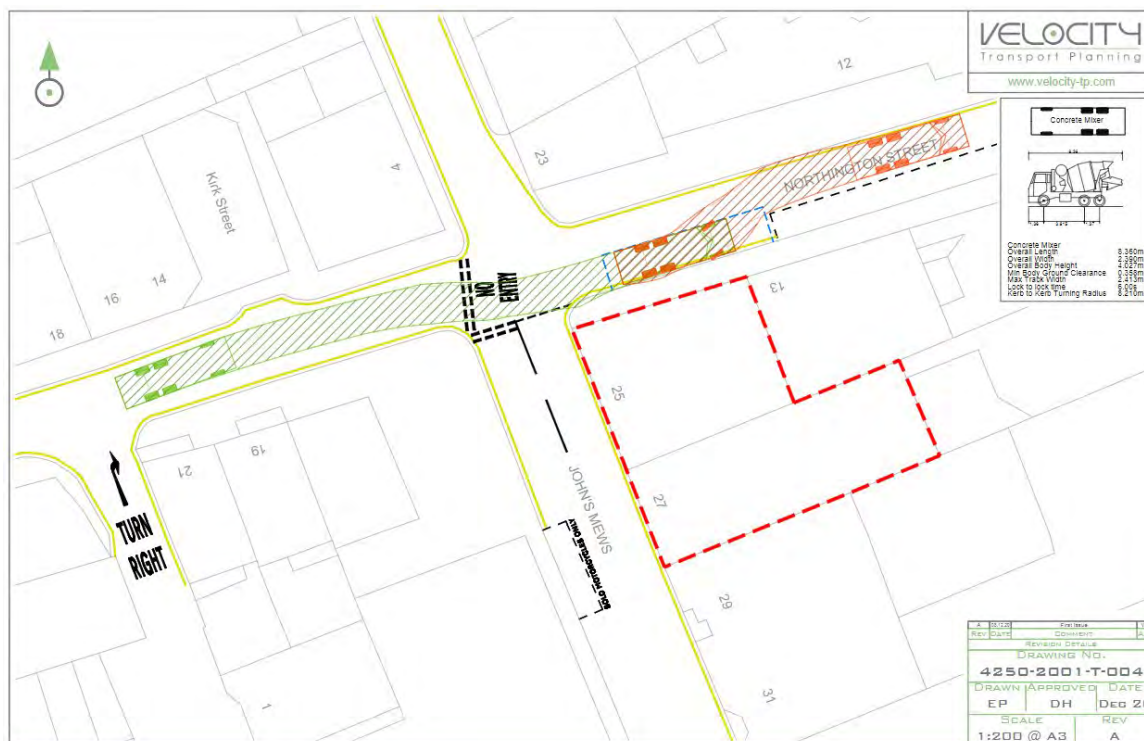 VELOCITY
Transport Planning
www.velocity-tp.com
Concrete Mixer
Concrete Mixer
Overall Length 8.360m
Overall Width 2.390m
Overall Body Height 4.027m
Min Body Ground Clearance 0.358m
Max Track Width 2.413m
Lock to lock time 6.00s
Kerb to Kerb Turning Radius 8.210m
12
23
4
Kirk Street
14
16
18
NORTHINGTON STREET
NO
ENTRY
13
25
27
JOHN'S MEWS
SOLO MOTORCYCLES ONLY
19
21
TURN
RIGHT
29
31
1
A
First Issue
REV DATE COMMENT
REVISION DETAILS
DRAWING NO.
4250-2001-T-004
DRAWN APPROVED DATE
EP DH DEC 20
SCALE REV
1:200 @ A3 A